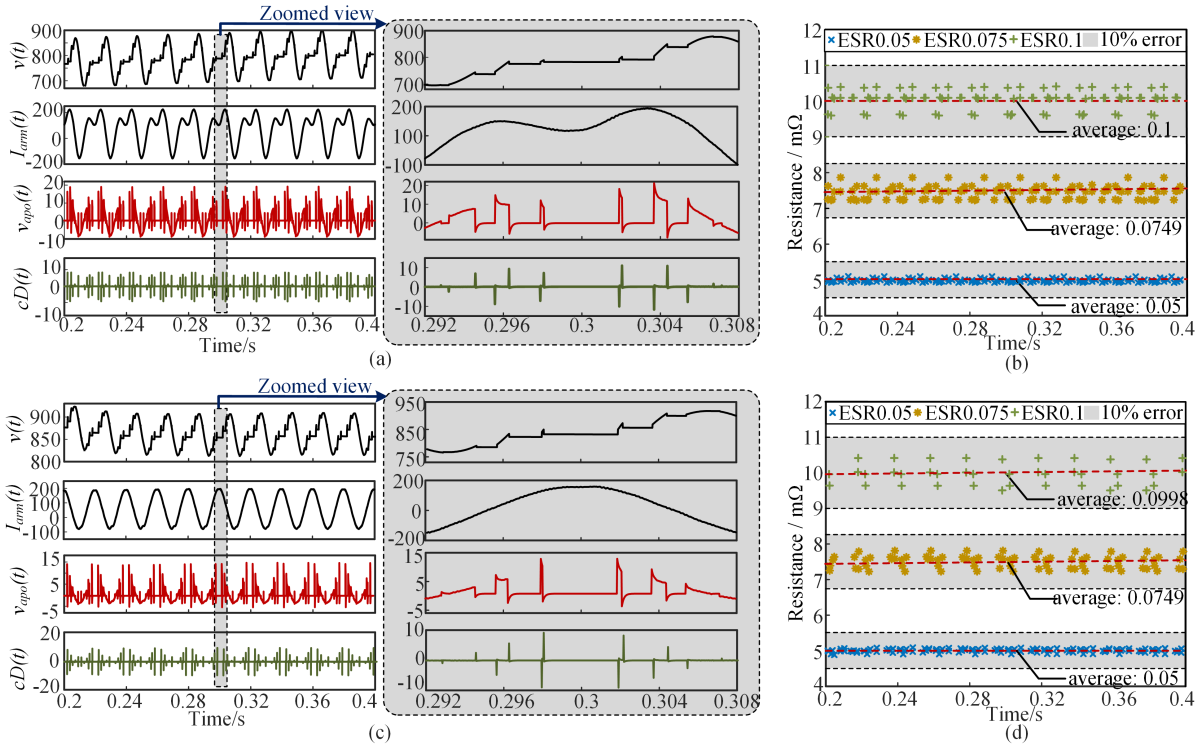 Zoomed view
v(t)
900
800
700
900
800
700
I_arm(t)
200
0
-200
200
100
-100
v_apo(t)
20
10
0
-10
20
10
0
cD(t)
10
0
-10
10
0
-10
0.2 0.24 0.28 0.32 0.36 0.4
Time/s
0.292 0.296 0.3 0.304 0.308
(a)
12
11
10
9
8
7
6
5
4
Resistance / mΩ
ESR0.05 ESR0.075 ESR0.1 10% error
average: 0.1
average: 0.0749
average: 0.05
0.2 0.24 0.28 0.32 0.36 0.4
Time/s
(b)
Zoomed view
v(t)
900
850
800
950
850
750
I_arm(t)
200
100
0
-100
200
0
-200
v_apo(t)
15
5
-5
15
10
5
0
-5
cD(t)
20
0
-20
10
0
-10
0.2 0.24 0.28 0.32 0.36 0.4
Time/s
0.292 0.296 0.3 0.304 0.308
(c)
12
11
10
9
8
7
6
5
4
Resistance / mΩ
ESR0.05 ESR0.075 ESR0.1 10% error
average: 0.0998
average: 0.0749
average: 0.05
0.2 0.24 0.28 0.32 0.36 0.4
Time/s
(d)